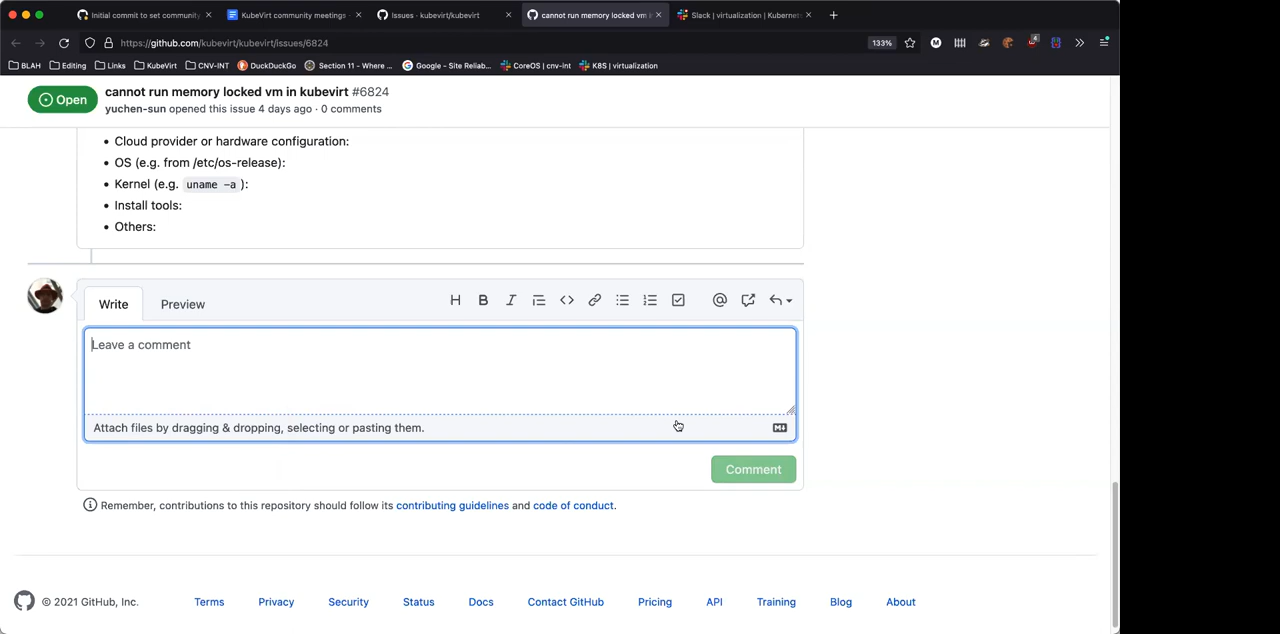 Initial commit to set community
KubeVirt community meetings -
Issues · kubevirt/kubevirt
cannot run memory locked vm i
Slack | virtualization | Kubernet
https://github.com/kubevirt/kubevirt/issues/6824
133%
BLAH
Editing
Links
KubeVirt
CNV-INT
DuckDuckGo
Section 11 - Where ...
Google - Site Reliab...
CoreOS | cnv-int
K8S | virtualization
Open
cannot run memory locked vm in kubevirt #6824
yuchen-sun opened this issue 4 days ago · 0 comments
• Cloud provider or hardware configuration:
• OS (e.g. from /etc/os-release):
• Kernel (e.g. uname -a ):
• Install tools:
• Others:
Write
Preview
Leave a comment
Attach files by dragging & dropping, selecting or pasting them.
Comment
Remember, contributions to this repository should follow its contributing guidelines and code of conduct.
© 2021 GitHub, Inc.
Terms
Privacy
Security
Status
Docs
Contact GitHub
Pricing
API
Training
Blog
About